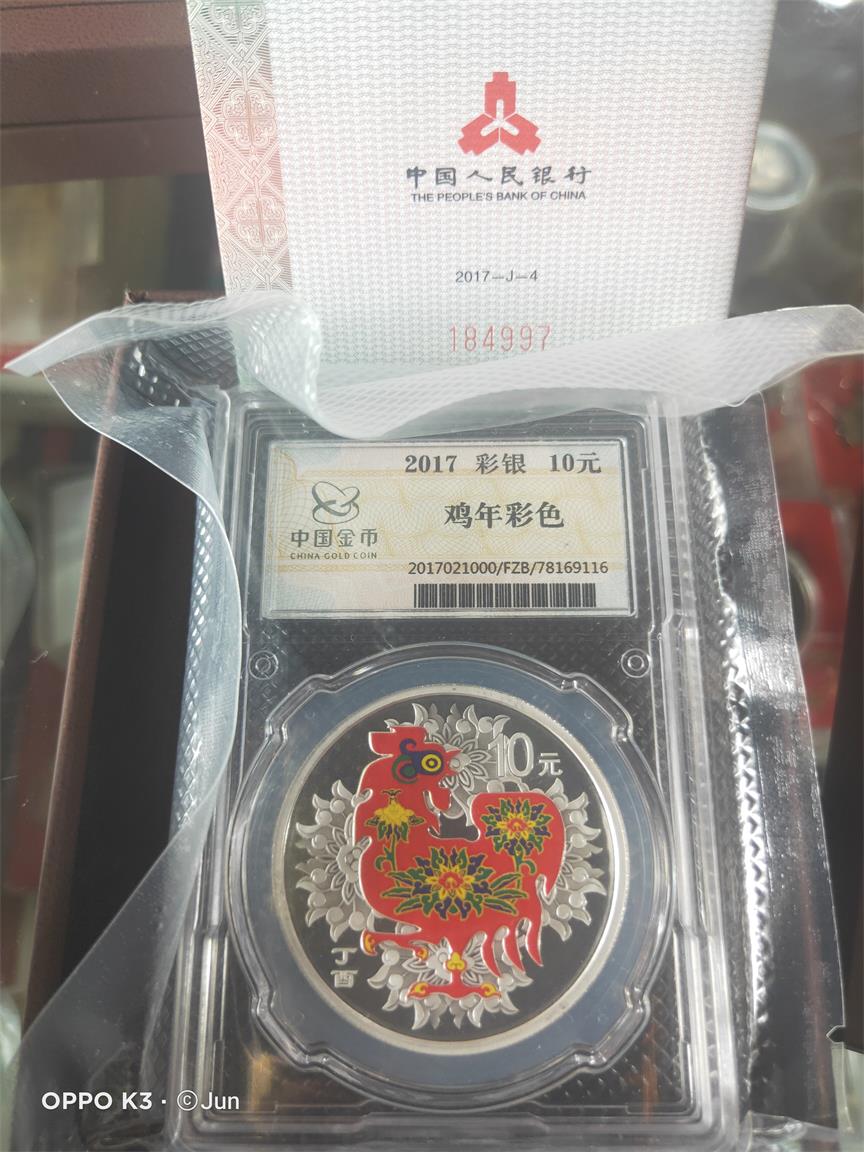 中国人民银行
THE PEOPLE'S BANK OF CHINA
2017-J-4
184997
2017 彩银 10元
鸡年彩色
中国金币
CHINA GOLD COIN
2017021000/FZB/78169116
10元
丁酉
OPPO K3 · ©Jun